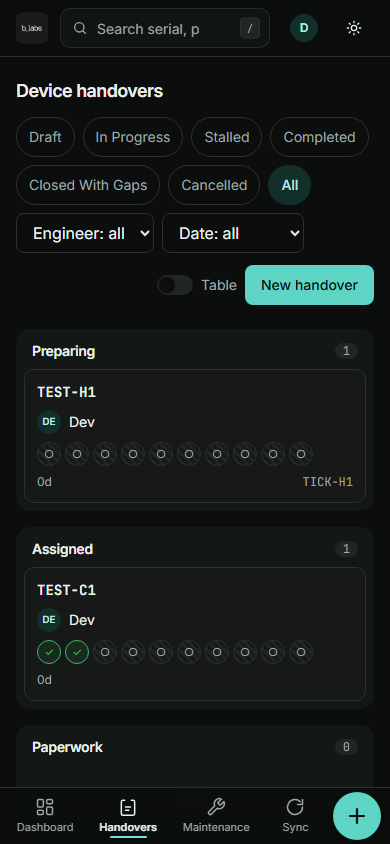 b_labs
Search serial, p
/
D
Device handovers
Draft
In Progress
Stalled
Completed
Closed With Gaps
Cancelled
All
Engineer: all
Date: all
Table
New handover
Preparing
1
TEST-H1
DE
Dev
0d
TICK-H1
Assigned
1
TEST-C1
DE
Dev
0d
Paperwork
0
Dashboard
Handovers
Maintenance
Sync